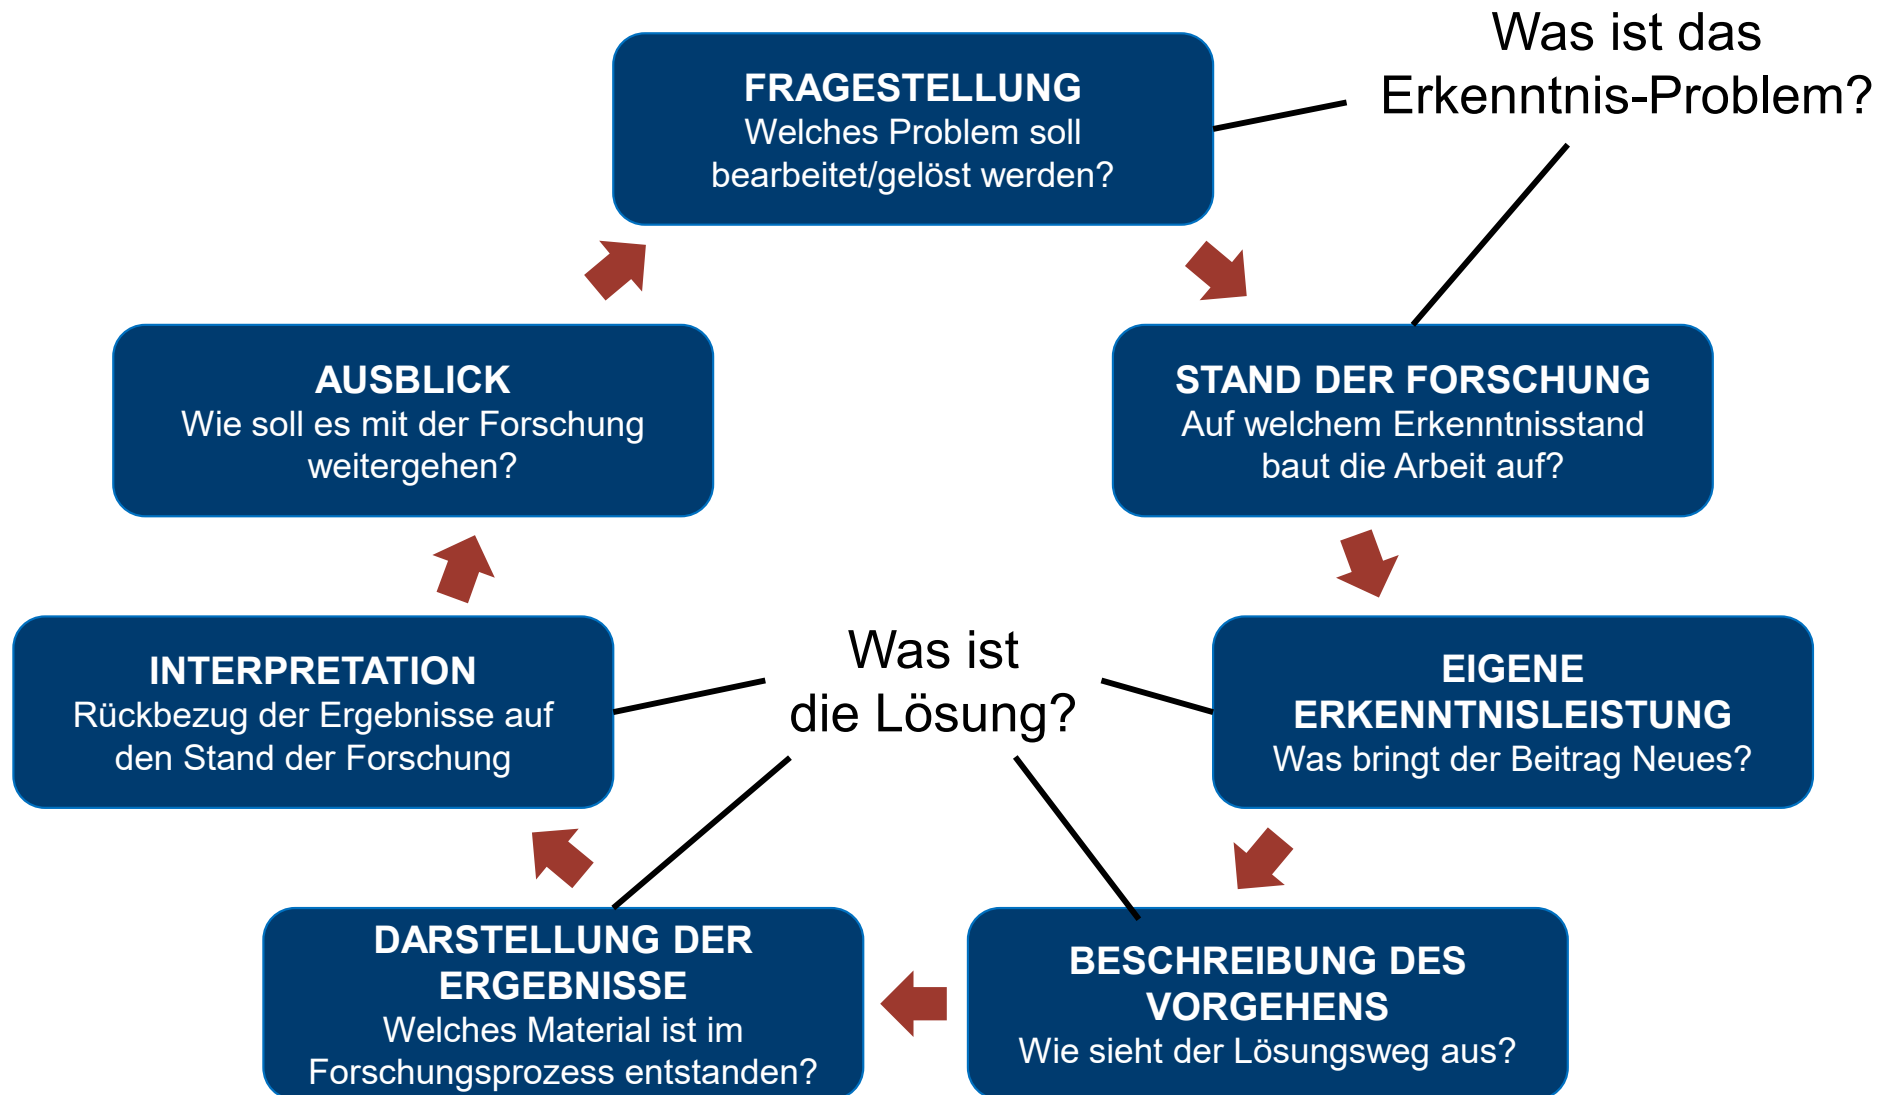 Was ist das
Erkenntnis-Problem?
FRAGESTELLUNG
Welches Problem soll
bearbeitet/gelöst werden?
STAND DER FORSCHUNG
Auf welchem Erkenntnisstand
baut die Arbeit auf?
EIGENE
ERKENNTNISLEISTUNG
Was bringt der Beitrag Neues?
BESCHREIBUNG DES
VORGEHENS
Wie sieht der Lösungsweg aus?
DARSTELLUNG DER
ERGEBNISSE
Welches Material ist im
Forschungsprozess entstanden?
INTERPRETATION
Rückbezug der Ergebnisse auf
den Stand der Forschung
AUSBLICK
Wie soll es mit der Forschung
weitergehen?
Was ist
die Lösung?